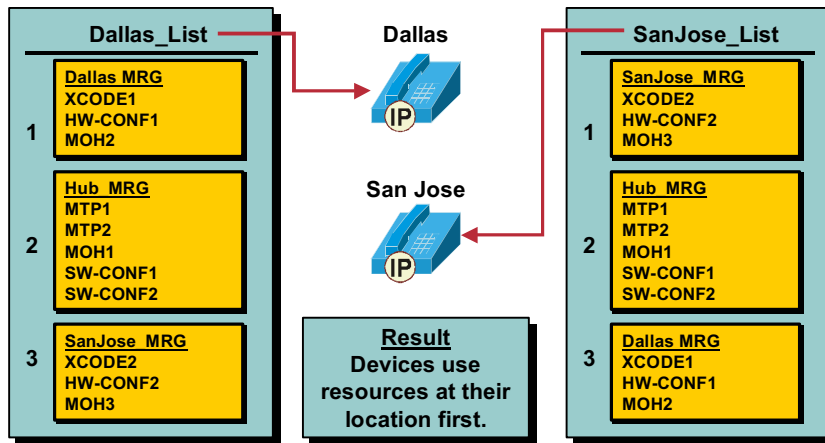 Dallas_List
1
Dallas MRG
XCODE1
HW-CONF1
MOH2
2
Hub_MRG
MTP1
MTP2
MOH1
SW-CONF1
SW-CONF2
3
SanJose_MRG
XCODE2
HW-CONF2
MOH3
Dallas
IP
San Jose
IP
Result
Devices use
resources at their
location first.
SanJose_List
1
SanJose_MRG
XCODE2
HW-CONF2
MOH3
2
Hub_MRG
MTP1
MTP2
MOH1
SW-CONF1
SW-CONF2
3
Dallas MRG
XCODE1
HW-CONF1
MOH2